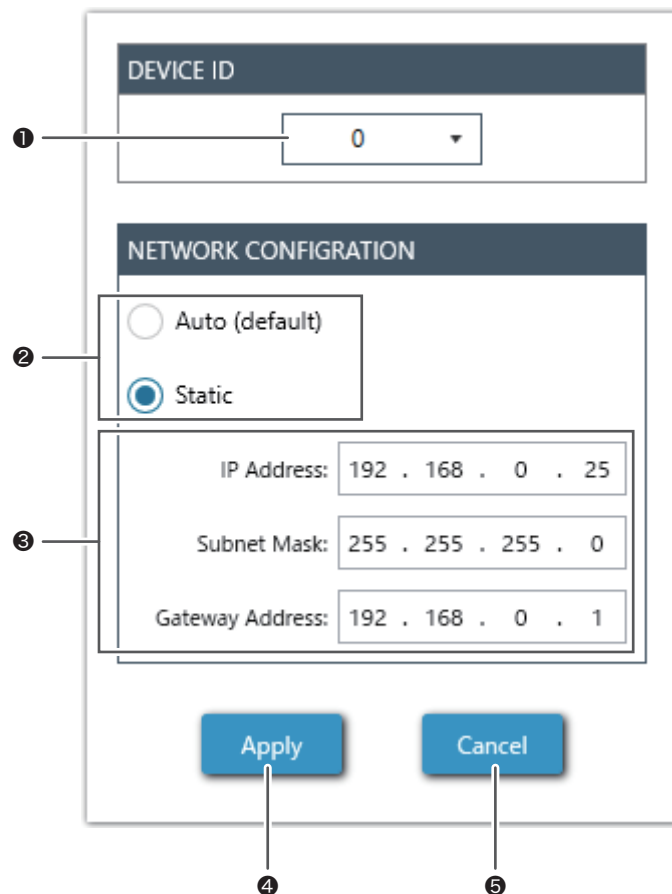 DEVICE ID
❶ 0
NETWORK CONFIGRATION
Auto (default)
❷
Static
IP Address: 192 . 168 . 0 . 25
❸ Subnet Mask: 255 . 255 . 255 . 0
Gateway Address: 192 . 168 . 0 . 1
Apply Cancel
❹ ❺